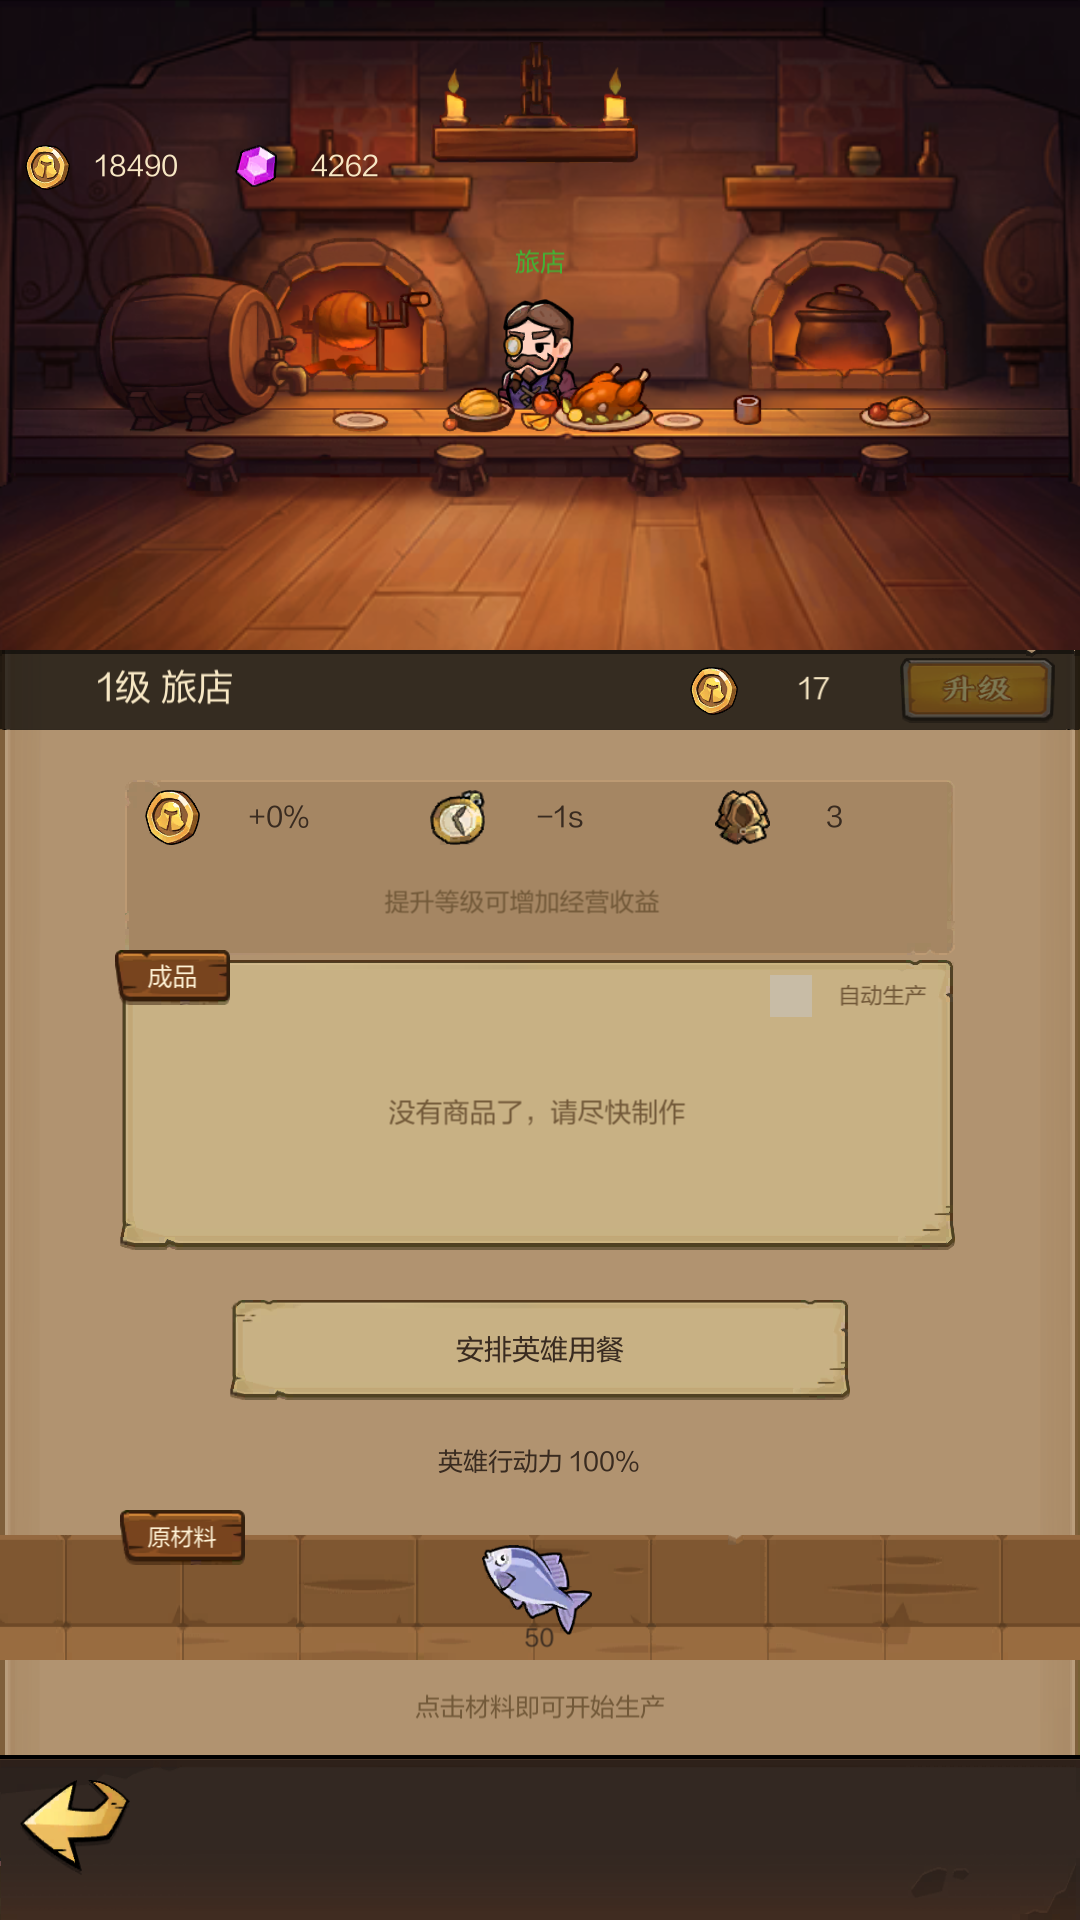 18490 4262
旅店
1级 旅店 17 升级
+0% -1s 3
提升等级可增加经营收益
成品
自动生产
没有商品了，请尽快制作
安排英雄用餐
英雄行动力 100%
原材料
50
点击材料即可开始生产